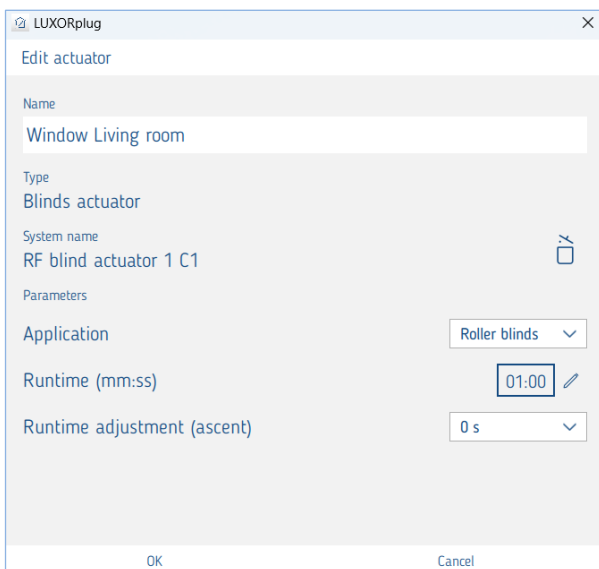 LUXORplug
Edit actuator
Name
Window Living room
Type
Blinds actuator
System name
RF blind actuator 1 C1
Parameters
Application Roller blinds
Runtime (mm:ss) 01:00
Runtime adjustment (ascent) 0 s
OK Cancel